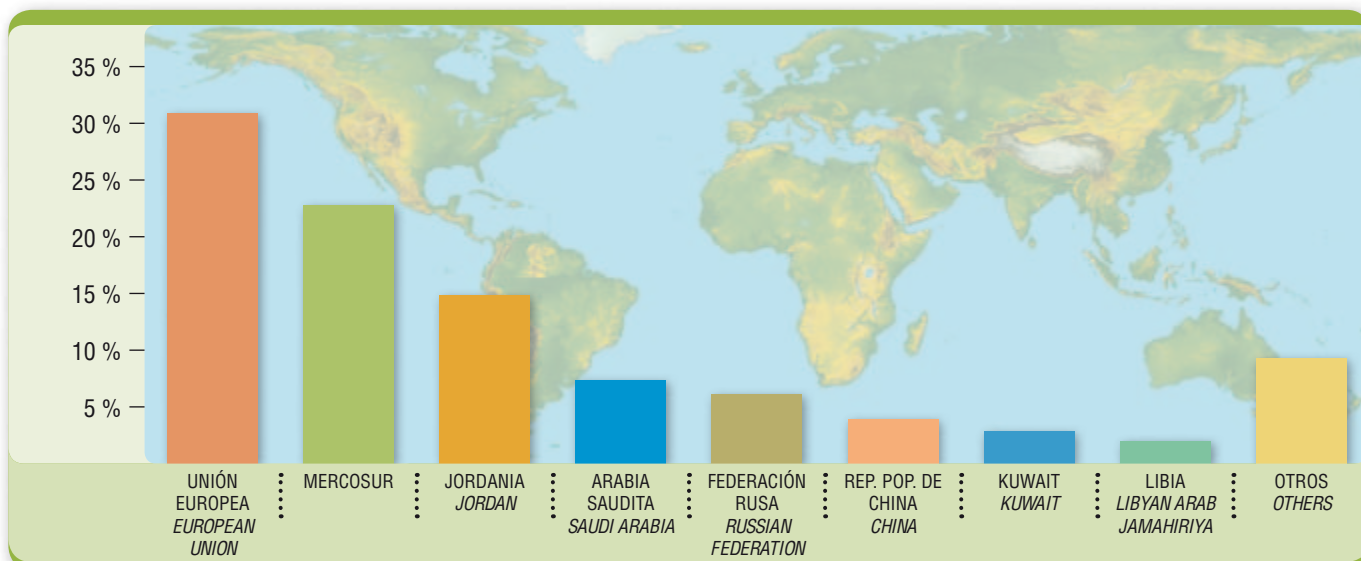 35 %
30 %
25 %
20 %
15 %
10 %
5 %
UNIÓN
EUROPEA
EUROPEAN
UNION
MERCOSUR
JORDANIA
JORDAN
ARABIA
SAUDITA
SAUDI ARABIA
FEDERACIÓN
RUSA
RUSSIAN
FEDERATION
REP. POP. DE
CHINA
CHINA
KUWAIT
KUWAIT
LIBIA
LIBYAN ARAB
JAMAHIRIYA
OTROS
OTHERS